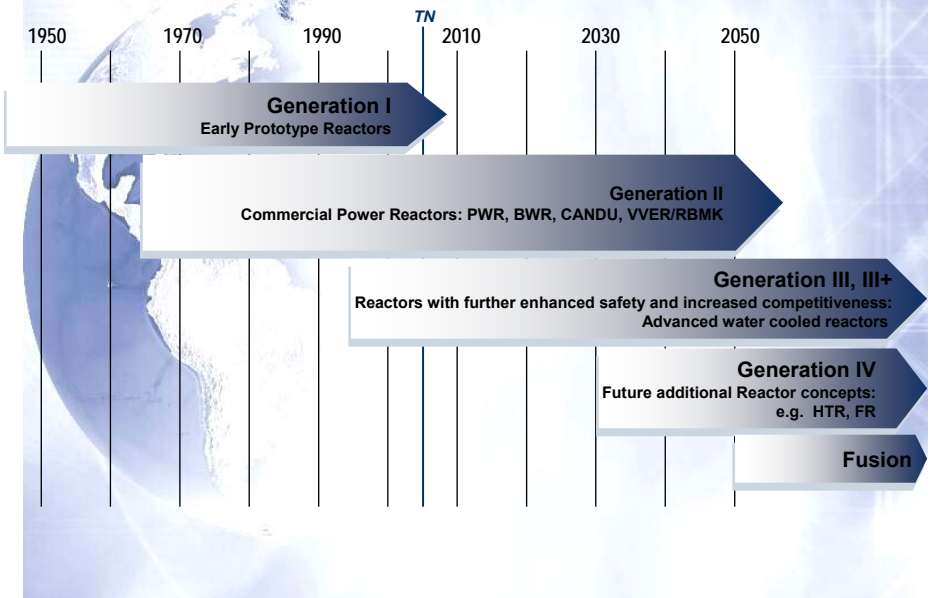 TN
1950 1970 1990 2010 2030 2050
Generation I
Early Prototype Reactors
Generation II
Commercial Power Reactors: PWR, BWR, CANDU, VVER/RBMK
Generation III, III+
Reactors with further enhanced safety and increased competitiveness:
Advanced water cooled reactors
Generation IV
Future additional Reactor concepts:
e.g. HTR, FR
Fusion